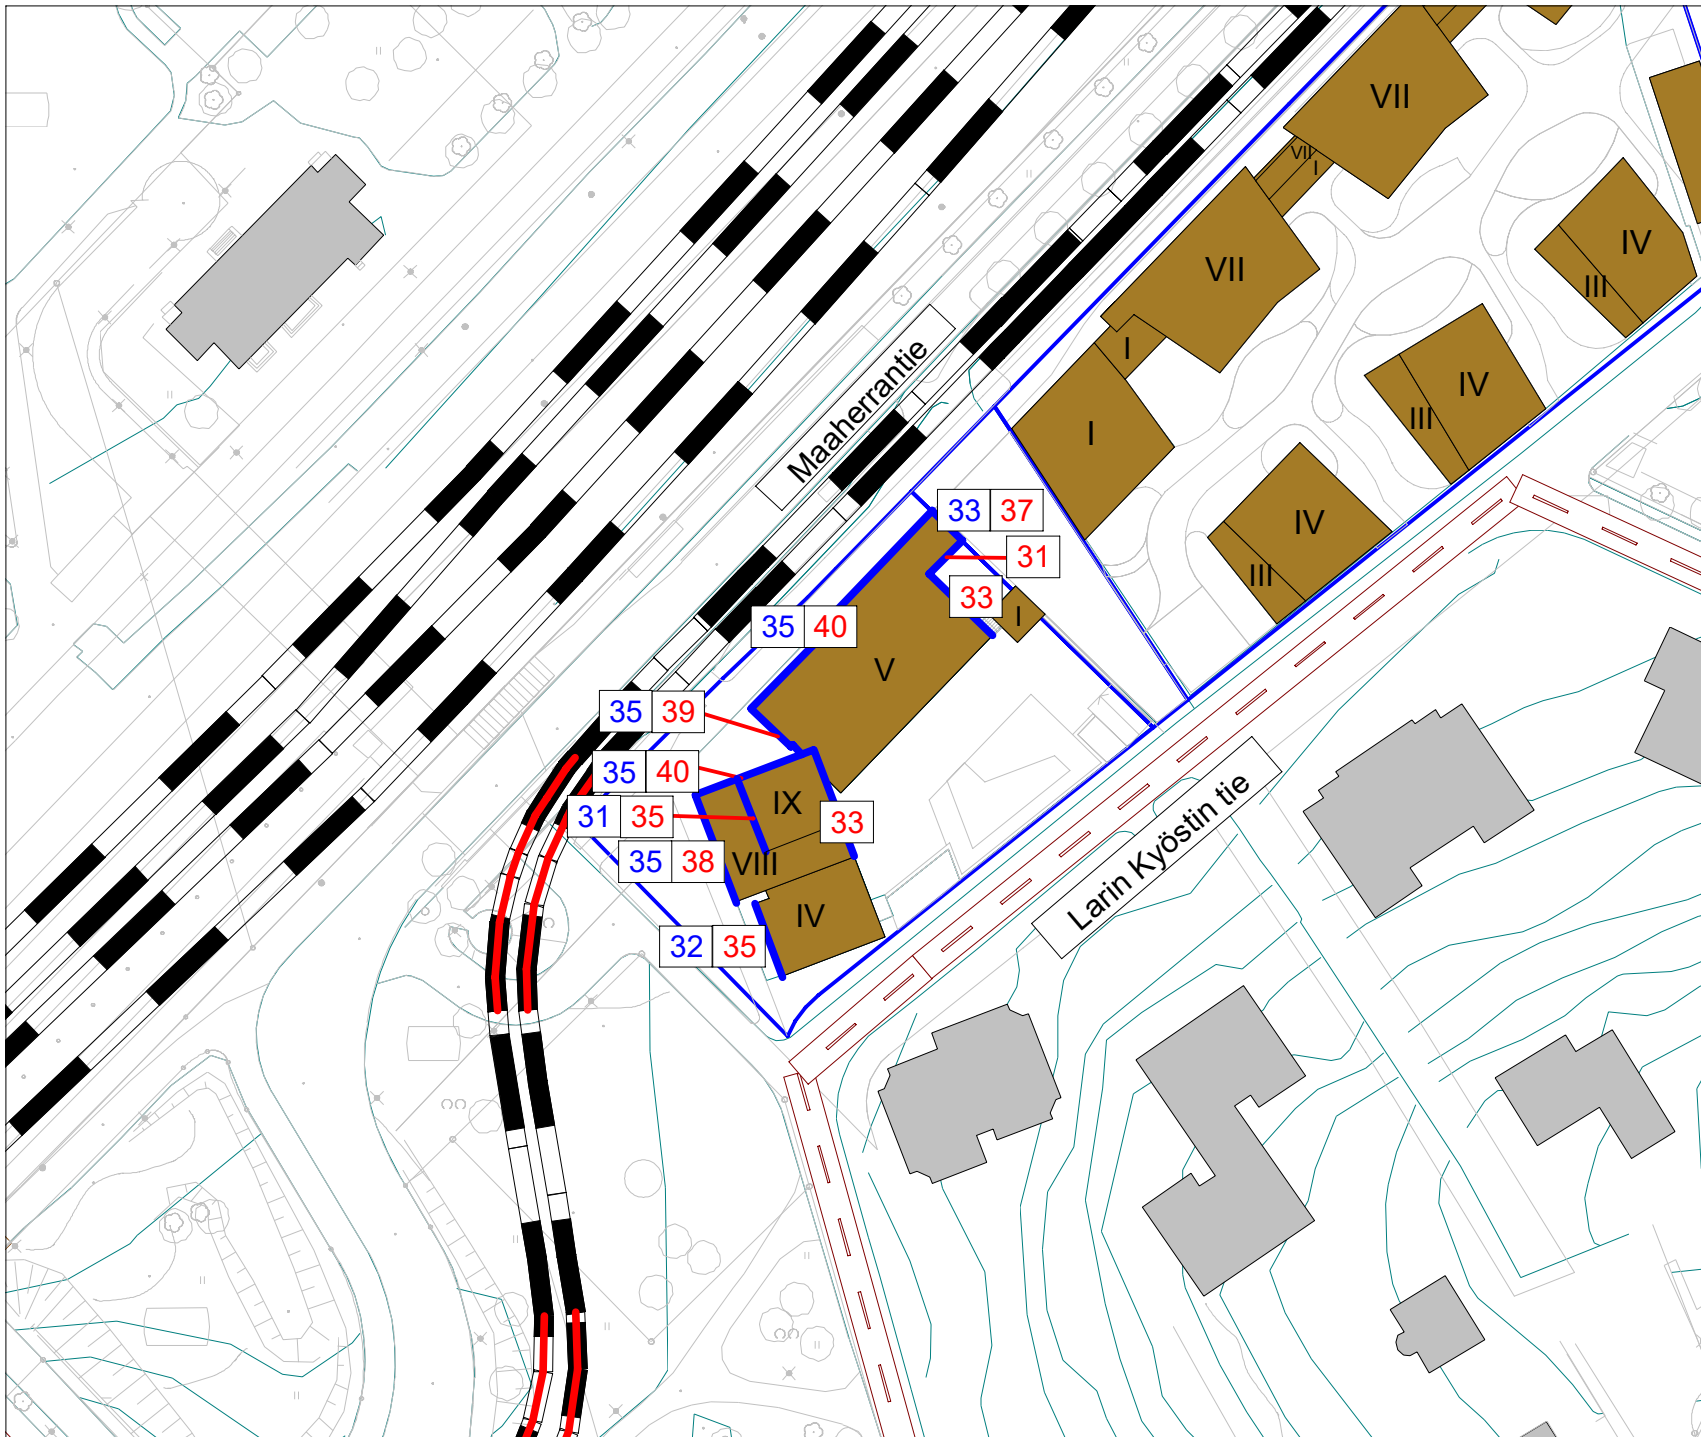 VII
VII
I
IV
III
VII
I
Maaherrantie
IV
III
I
33 37
IV
31
III
33
I
35 40
V
35 39
35 40
IX
31 35
33
35 38
VIII
Larin Kyöstin tie
IV
32 35